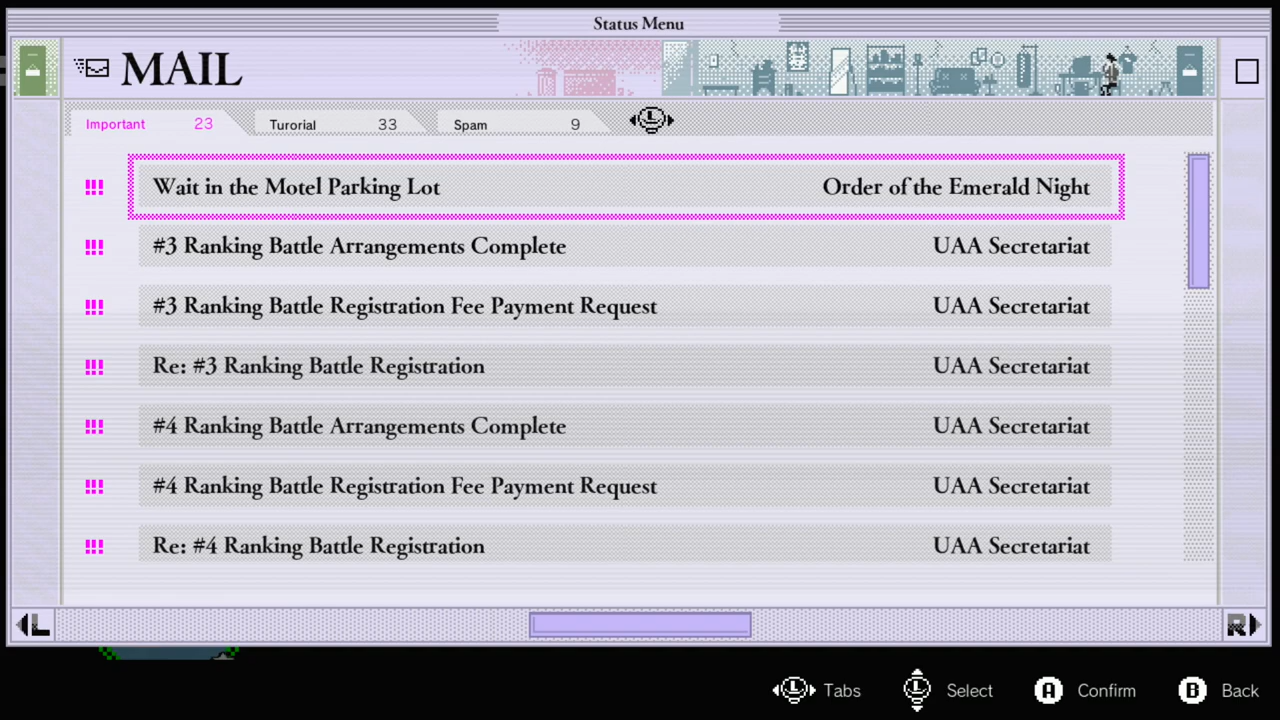 Status Menu
MAIL
Important 23
Turorial 33
Spam 9
L
!!! Wait in the Motel Parking Lot Order of the Emerald Night
!!! #3 Ranking Battle Arrangements Complete UAA Secretariat
!!! #3 Ranking Battle Registration Fee Payment Request UAA Secretariat
!!! Re: #3 Ranking Battle Registration UAA Secretariat
!!! #4 Ranking Battle Arrangements Complete UAA Secretariat
!!! #4 Ranking Battle Registration Fee Payment Request UAA Secretariat
!!! Re: #4 Ranking Battle Registration UAA Secretariat
L R
L Tabs L Select A Confirm B Back